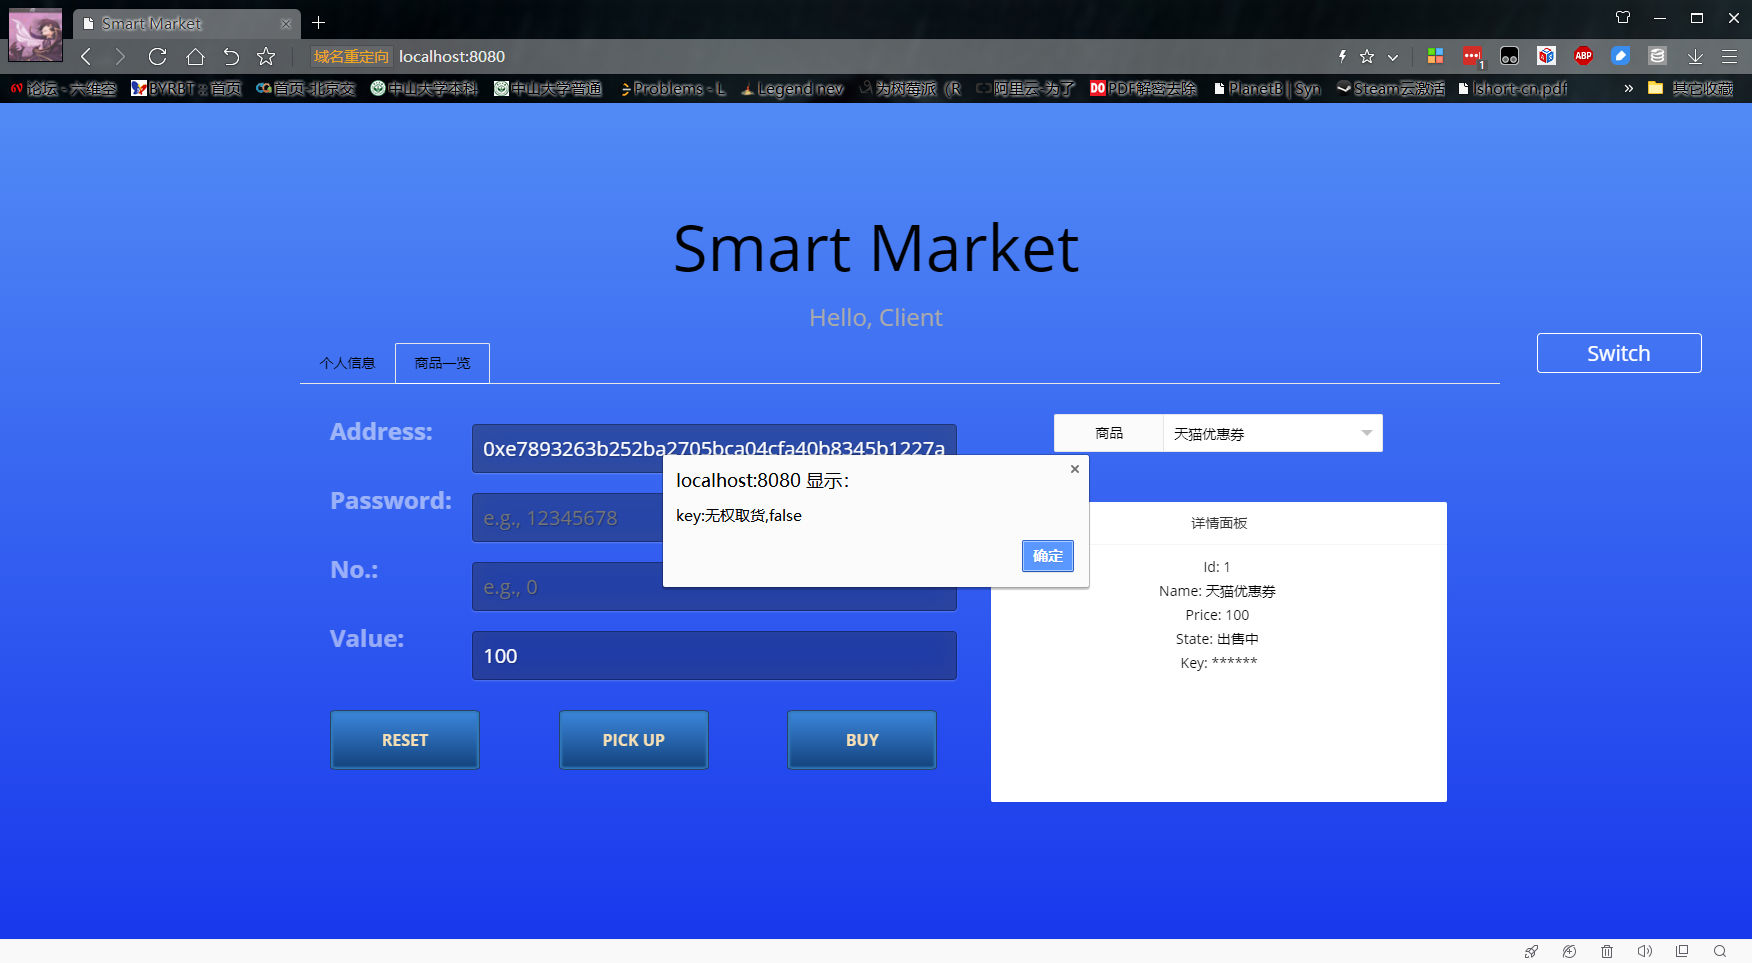 Smart Market
域名重定向 localhost:8080
1
ABP
6V 论坛 - 六维空
BYRBT :: 首页
首页-北京交
中山大学本科
中山大学普通
Problems - L
Legend nev
为树莓派（R
阿里云-为了
DO PDF解密去除
PlanetB | Syn
Steam云激活
lshort-cn.pdf
»
其它收藏
Smart Market
Hello, Client
个人信息
商品一览
Switch
Address:
0xe7893263b252ba2705bca04cfa40b8345b1227a
商品
天猫优惠券
localhost:8080 显示：
key:无权取货,false
确定
Password:
e.g., 12345678
No.:
e.g., 0
Value:
100
详情面板
Id: 1
Name: 天猫优惠券
Price: 100
State: 出售中
Key: ******
RESET
PICK UP
BUY